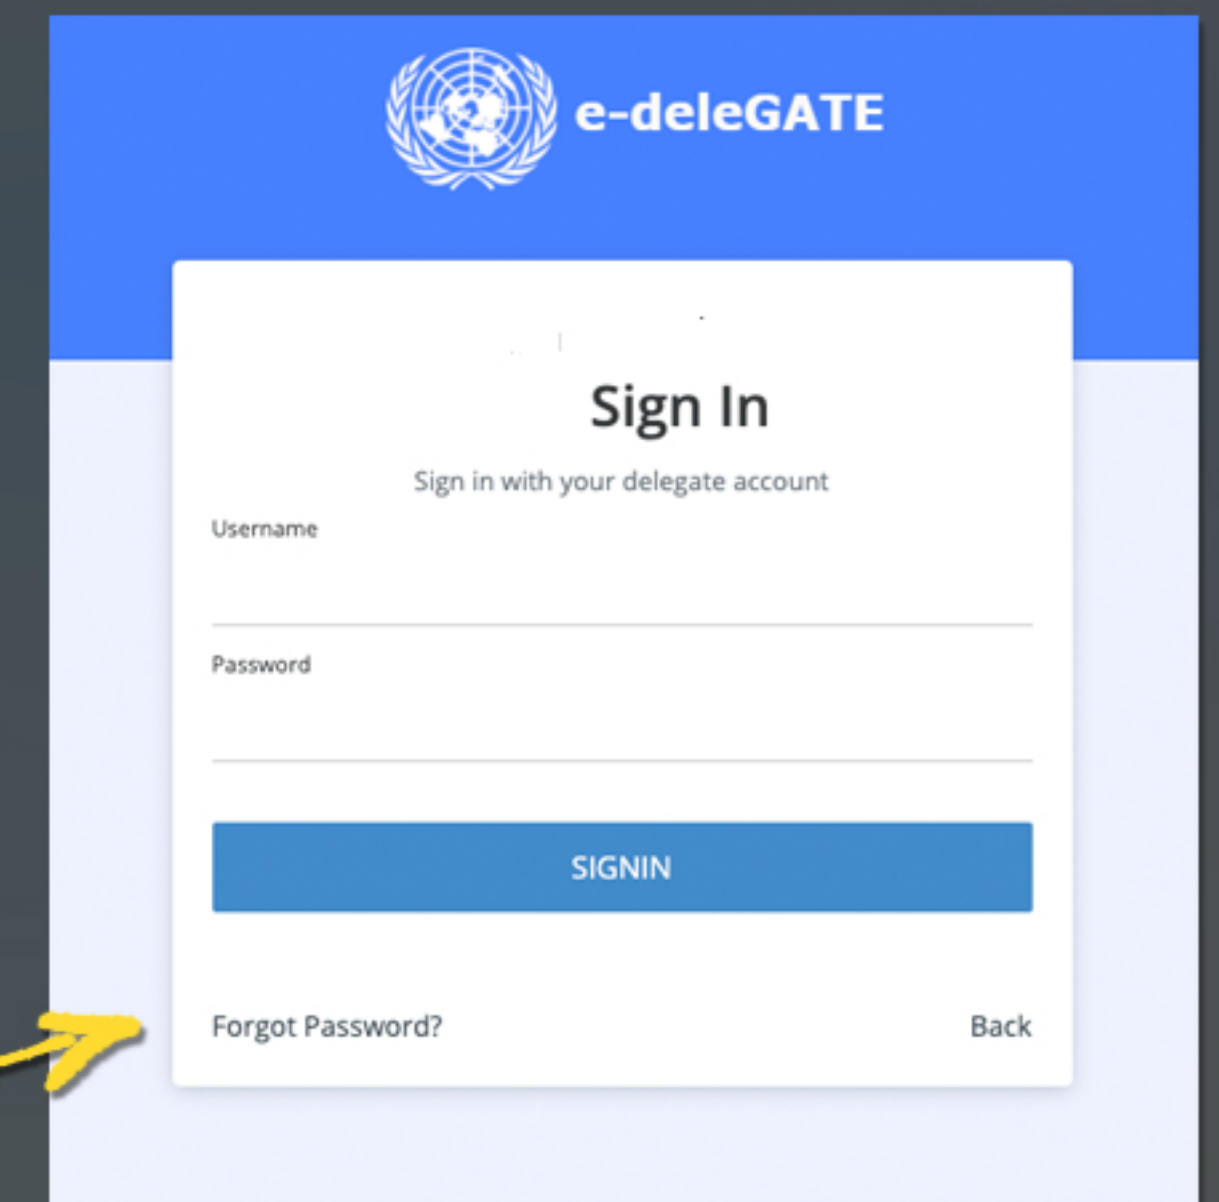 e-deleGATE
Sign In
Sign in with your delegate account
Username
Password
SIGNIN
Forgot Password?
Back